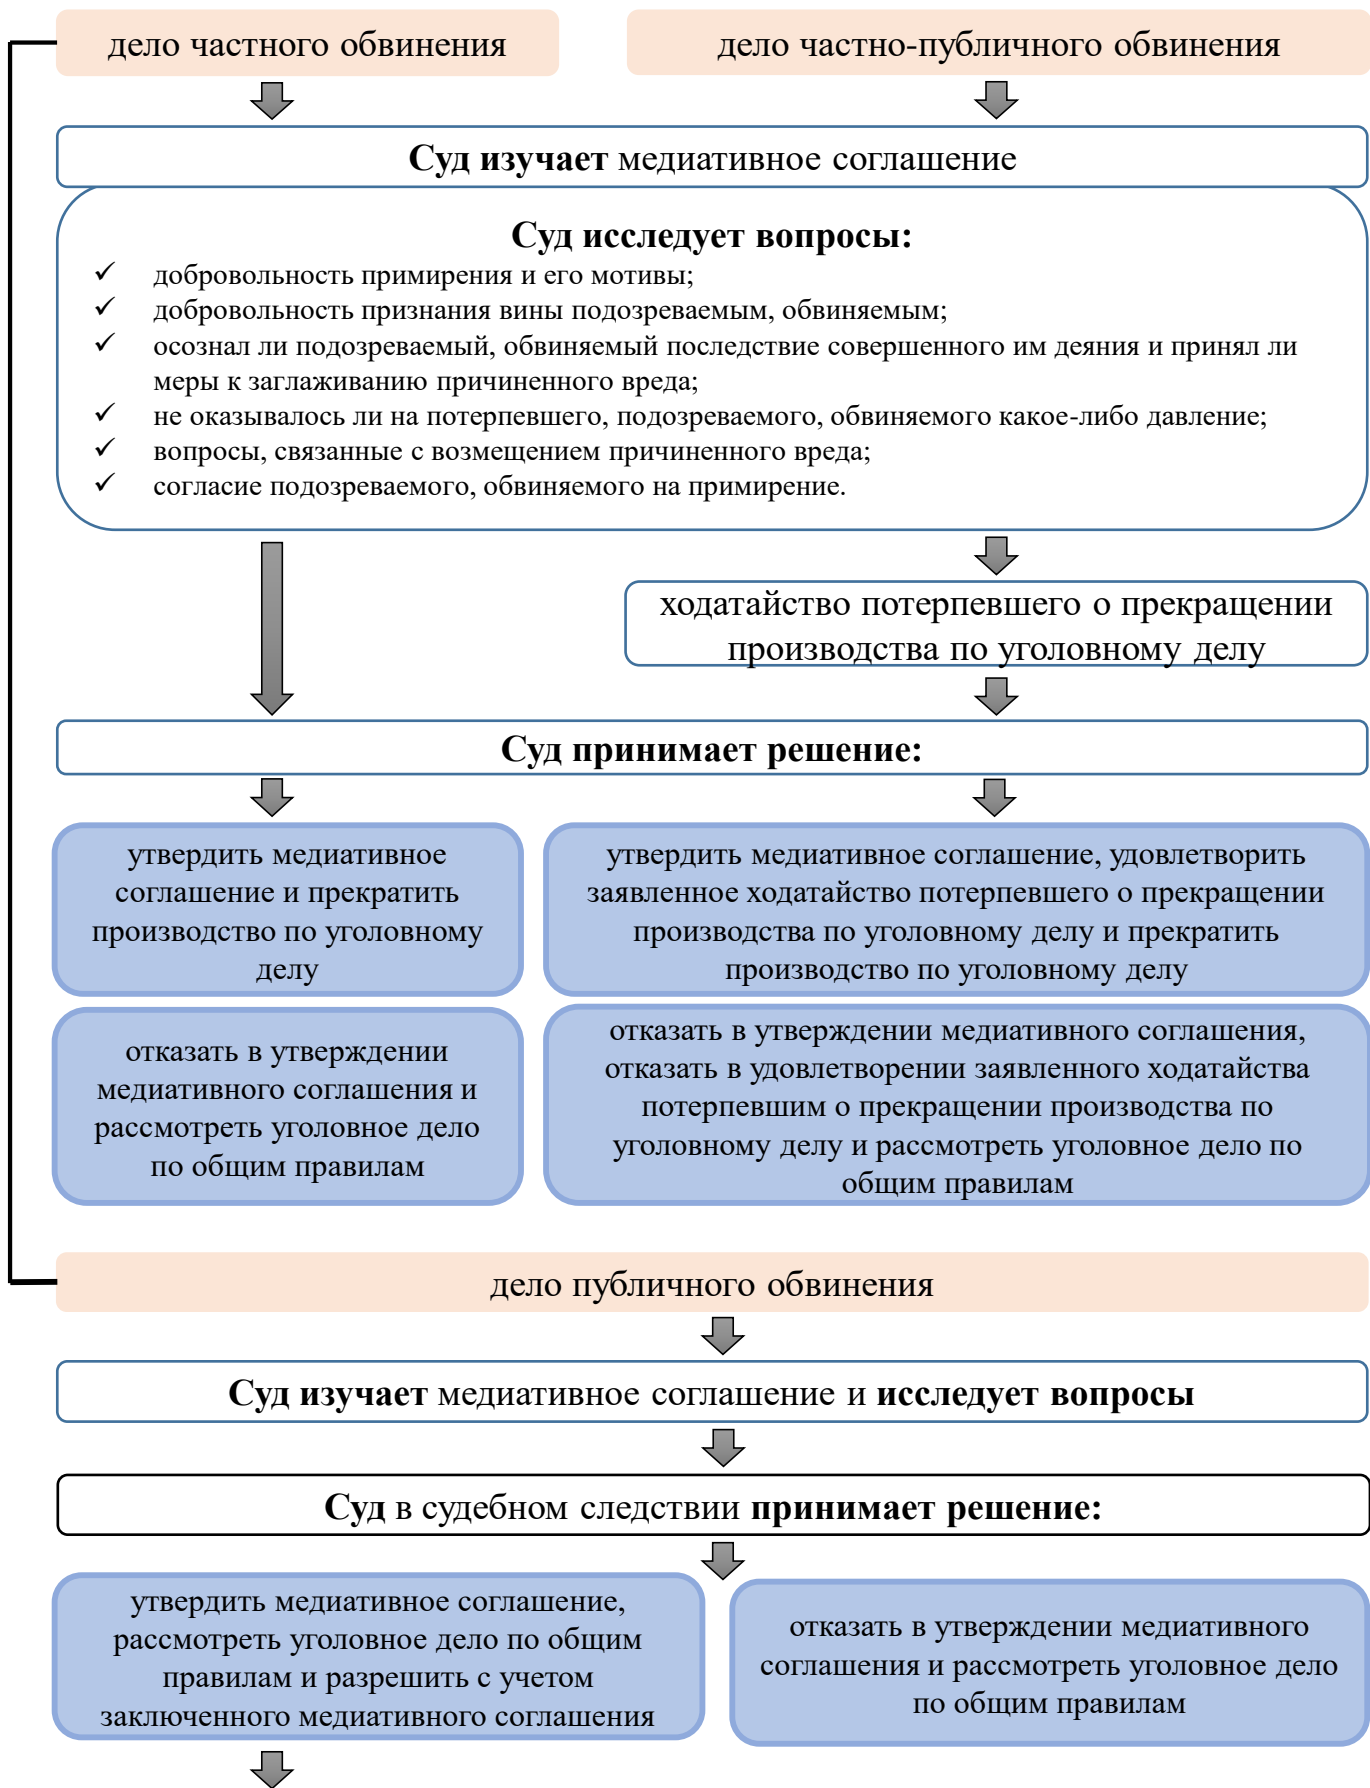 дело частного обвинения
дело частно-публичного обвинения
Суд изучает медиативное соглашение
Суд исследует вопросы:
✓ добровольность примирения и его мотивы;
✓ добровольность признания вины подозреваемым, обвиняемым;
✓ осознал ли подозреваемый, обвиняемый последствие совершенного им деяния и принял ли
меры к заглаживанию причиненного вреда;
✓ не оказывалось ли на потерпевшего, подозреваемого, обвиняемого какое-либо давление;
✓ вопросы, связанные с возмещением причиненного вреда;
✓ согласие подозреваемого, обвиняемого на примирение.
ходатайство потерпевшего о прекращении
производства по уголовному делу
Суд принимает решение:
утвердить медиативное
соглашение и прекратить
производство по уголовному
делу
утвердить медиативное соглашение, удовлетворить
заявленное ходатайство потерпевшего о прекращении
производства по уголовному делу и прекратить
производство по уголовному делу
отказать в утверждении
медиативного соглашения и
рассмотреть уголовное дело
по общим правилам
отказать в утверждении медиативного соглашения,
отказать в удовлетворении заявленного ходатайства
потерпевшим о прекращении производства по
уголовному делу и рассмотреть уголовное дело по
общим правилам
дело публичного обвинения
Суд изучает медиативное соглашение и исследует вопросы
Суд в судебном следствии принимает решение:
утвердить медиативное соглашение,
рассмотреть уголовное дело по общим
правилам и разрешить с учетом
заключенного медиативного соглашения
отказать в утверждении медиативного
соглашения и рассмотреть уголовное дело
по общим правилам